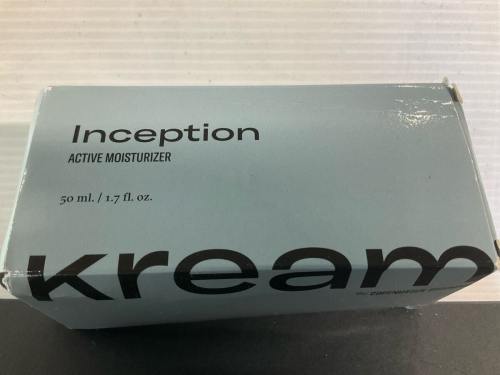 Inception
ACTIVE MOISTURIZER
50 ml. / 1.7 fl. oz.
kream